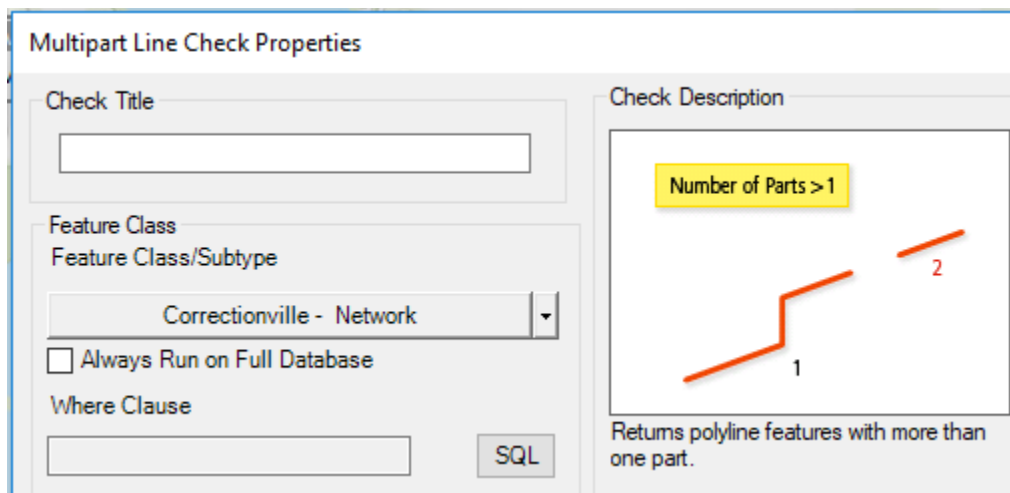 Multipart Line Check Properties
Check Title
Feature Class
Feature Class/Subtype
Correctionville - Network
Always Run on Full Database
Where Clause
SQL
Check Description
Number of Parts > 1
2
1
Returns polyline features with more than
one part.